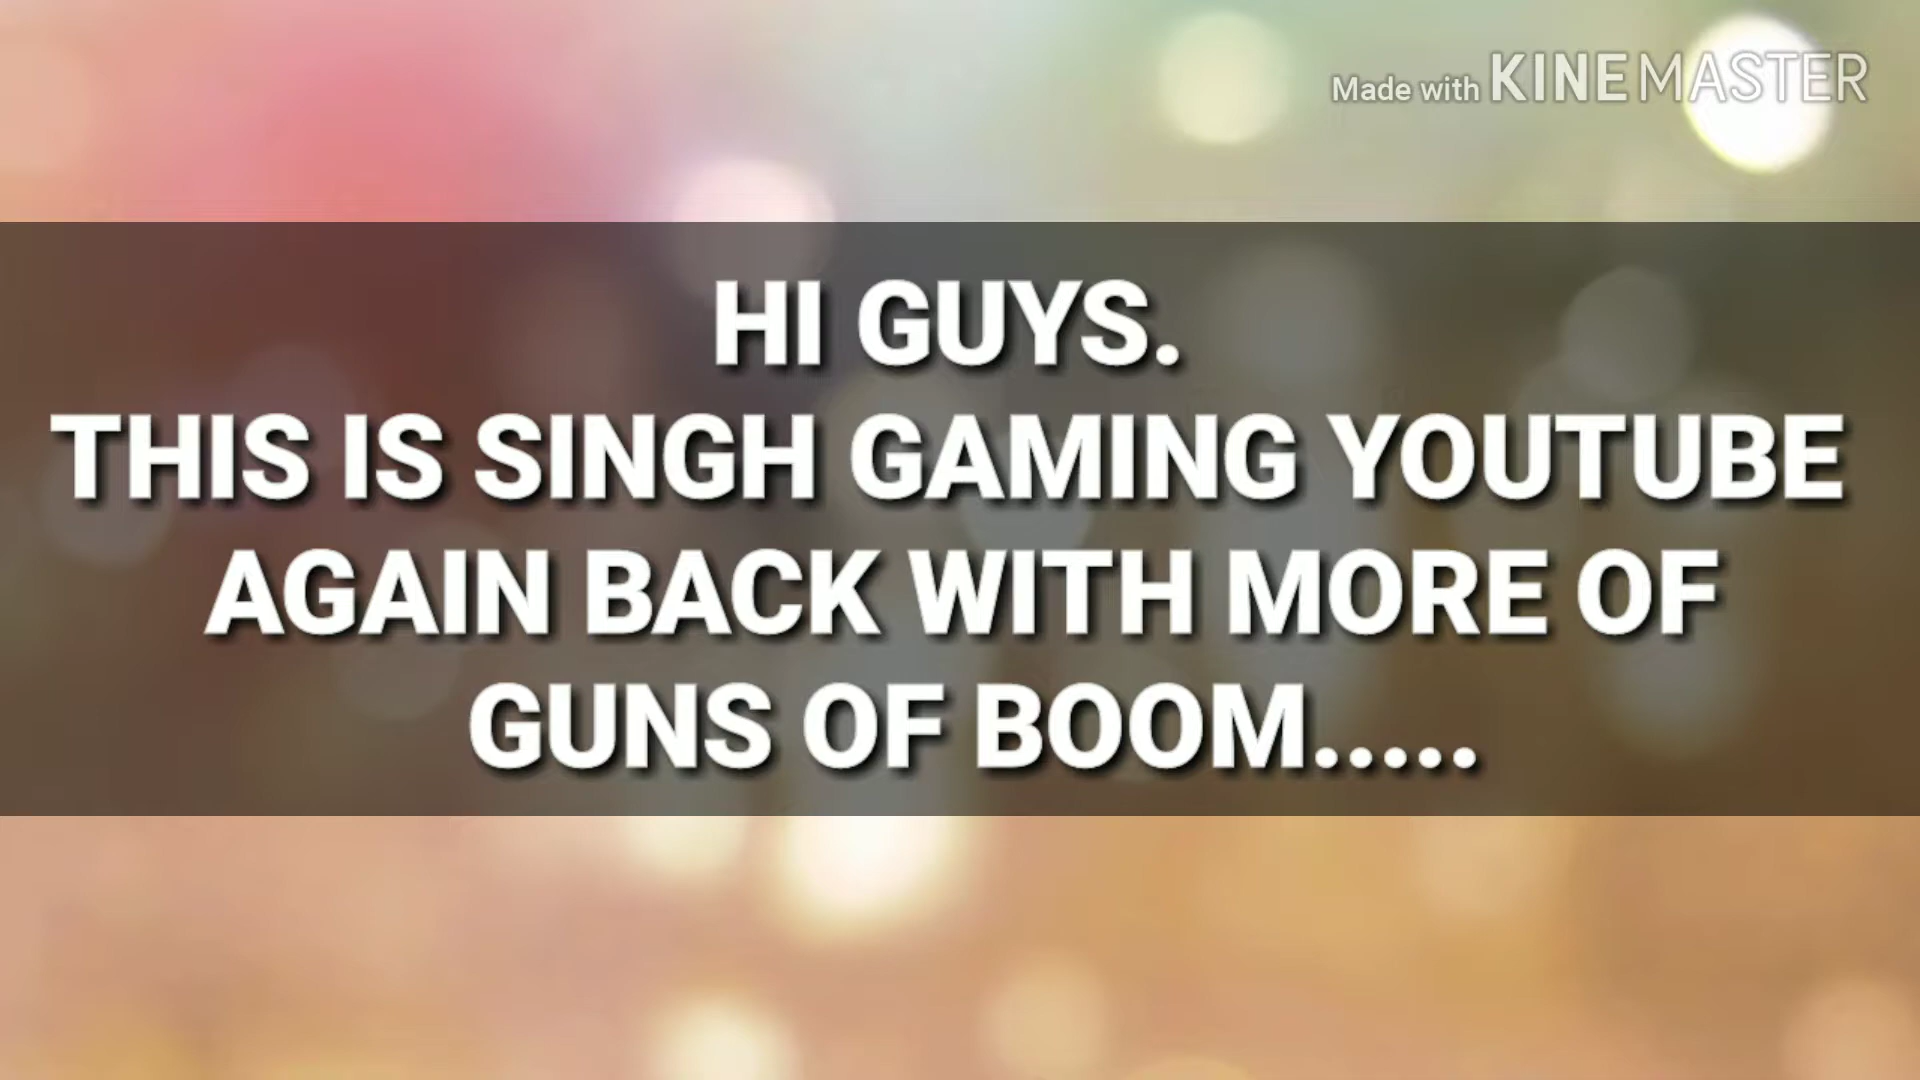 Made with KINEMASTER
HI GUYS.
THIS IS SINGH GAMING YOUTUBE
AGAIN BACK WITH MORE OF
GUNS OF BOOM.....